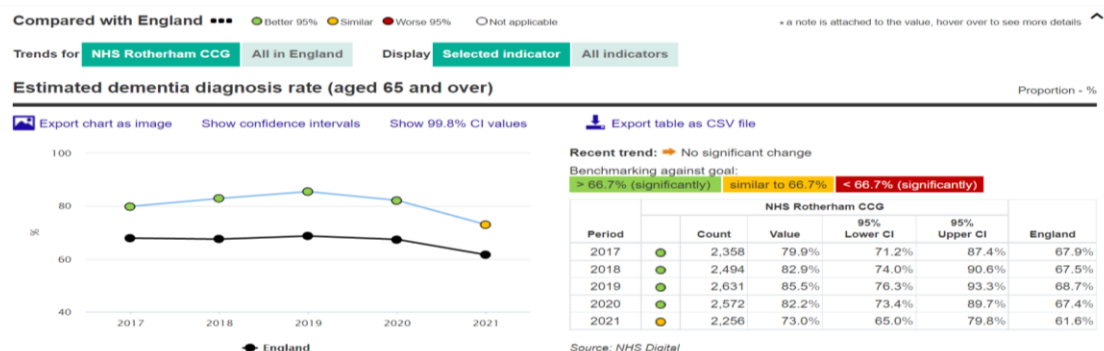 Compared with England Better 95% Similar Worse 95% Not applicable
* a note is attached to the value, hover over to see more details
Trends for NHS Rotherham CCG All in England Display Selected indicator All indicators
Estimated dementia diagnosis rate (aged 65 and over)
Proportion - %
Export chart as image Show confidence intervals Show 99.8% CI values
Export table as CSV file
100
80
60
40
%
2017 2018 2019 2020 2021
England
Recent trend: No significant change
Benchmarking against goal:
> 66.7% (significantly) similar to 66.7% < 66.7% (significantly)
NHS Rotherham CCG
Period Count Value 95% Lower CI 95% Upper CI England
2017 2,358 79.9% 71.2% 87.4% 67.9%
2018 2,494 82.9% 74.0% 90.6% 67.5%
2019 2,631 85.5% 76.3% 93.3% 68.7%
2020 2,572 82.2% 73.4% 89.7% 67.4%
2021 2,256 73.0% 65.0% 79.8% 61.6%
Source: NHS Digital